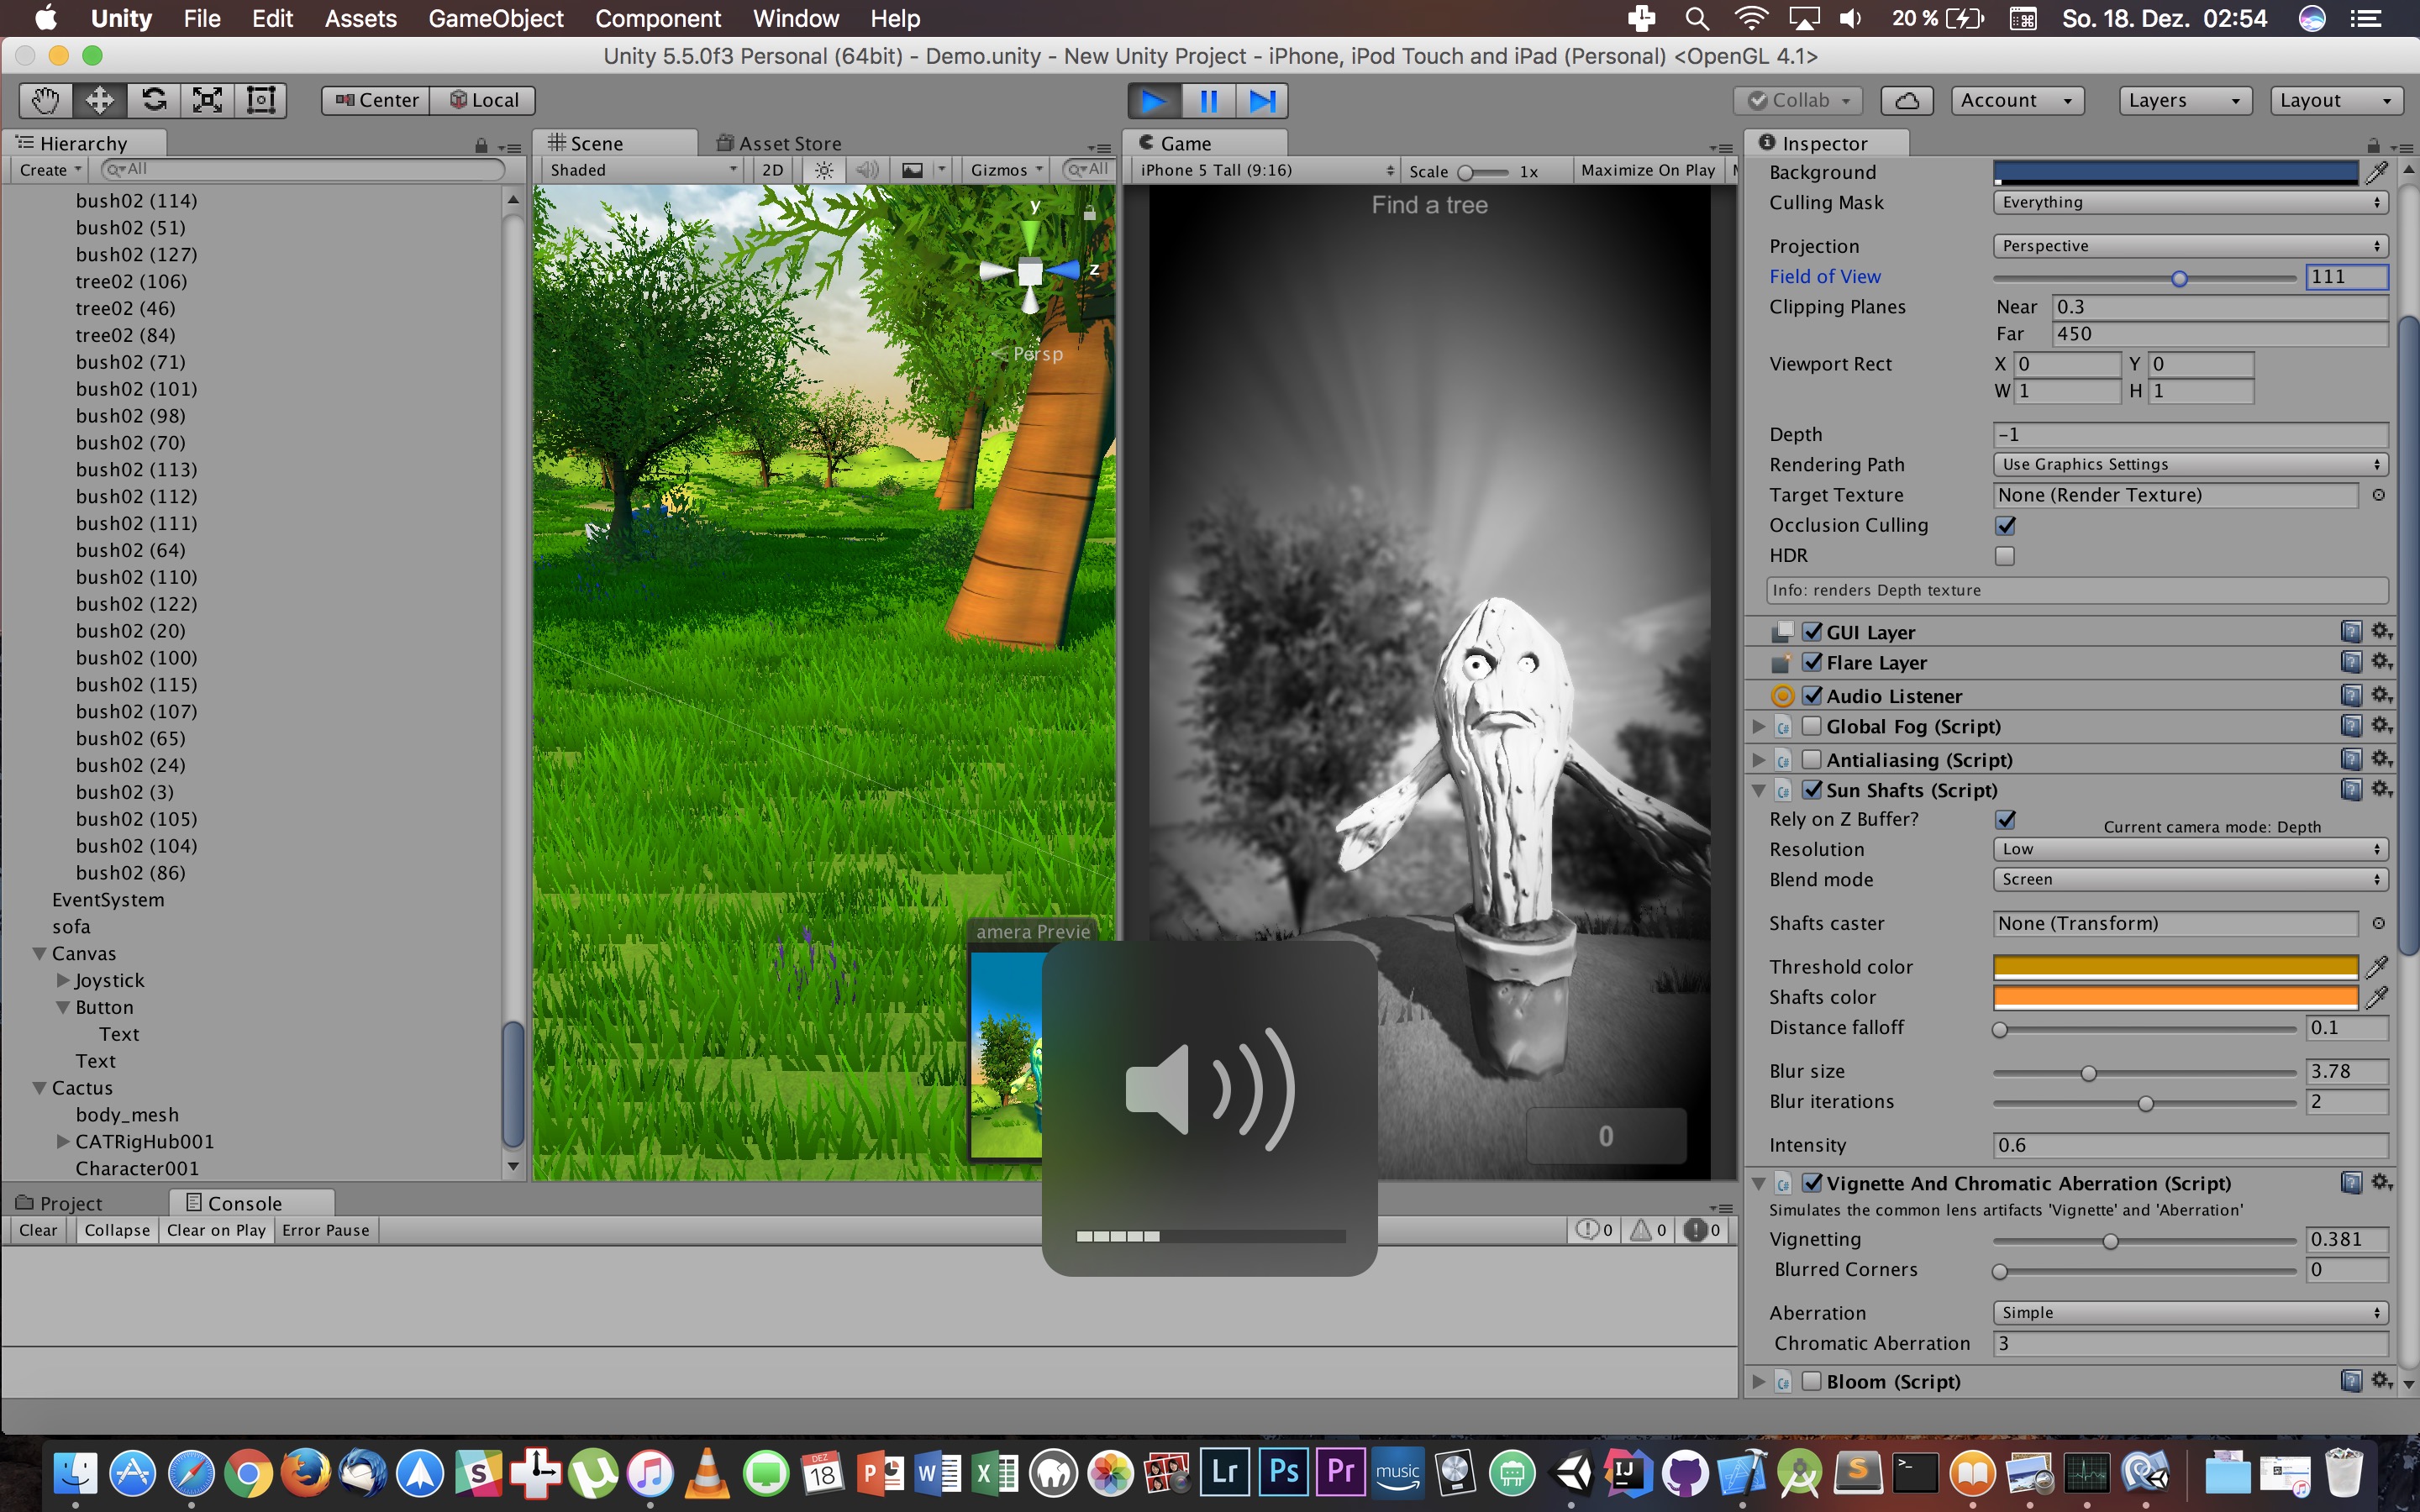 Unity File Edit Assets GameObject Component Window Help 20 % So. 18. Dez. 02:54
Unity 5.5.0f3 Personal (64bit) - Demo.unity - New Unity Project - iPhone, iPod Touch and iPad (Personal) <OpenGL 4.1>
Center Local Collab Account Layers Layout
Hierarchy
Create All
bush02 (114)
bush02 (51)
bush02 (127)
tree02 (106)
tree02 (46)
tree02 (84)
bush02 (71)
bush02 (101)
bush02 (98)
bush02 (70)
bush02 (113)
bush02 (112)
bush02 (111)
bush02 (64)
bush02 (110)
bush02 (122)
bush02 (20)
bush02 (100)
bush02 (115)
bush02 (107)
bush02 (65)
bush02 (24)
bush02 (3)
bush02 (105)
bush02 (104)
bush02 (86)
EventSystem
sofa
Canvas
Joystick
Button
Text
Text
Cactus
body_mesh
CATRigHub001
Character001
Scene Asset Store
Shaded 2D Gizmos All
y
z
Persp
amera Previe
Game
iPhone 5 Tall (9:16) Scale 1x Maximize On Play
Find a tree
0
Project Console
Clear Collapse Clear on Play Error Pause 0 0 0
Inspector
Background
Culling Mask Everything
Projection Perspective
Field of View 111
Clipping Planes Near 0.3
Far 450
Viewport Rect X 0 Y 0
W 1 H 1
Depth -1
Rendering Path Use Graphics Settings
Target Texture None (Render Texture)
Occlusion Culling
HDR
Info: renders Depth texture
GUI Layer
Flare Layer
Audio Listener
C# Global Fog (Script)
C# Antialiasing (Script)
C# Sun Shafts (Script)
Rely on Z Buffer? Current camera mode: Depth
Resolution Low
Blend mode Screen
Shafts caster None (Transform)
Threshold color
Shafts color
Distance falloff 0.1
Blur size 3.78
Blur iterations 2
Intensity 0.6
C# Vignette And Chromatic Aberration (Script)
Simulates the common lens artifacts 'Vignette' and 'Aberration'
Vignetting 0.381
Blurred Corners 0
Aberration Simple
Chromatic Aberration 3
C# Bloom (Script)
S DEZ 18 P W X Lr Ps Pr music IJ S